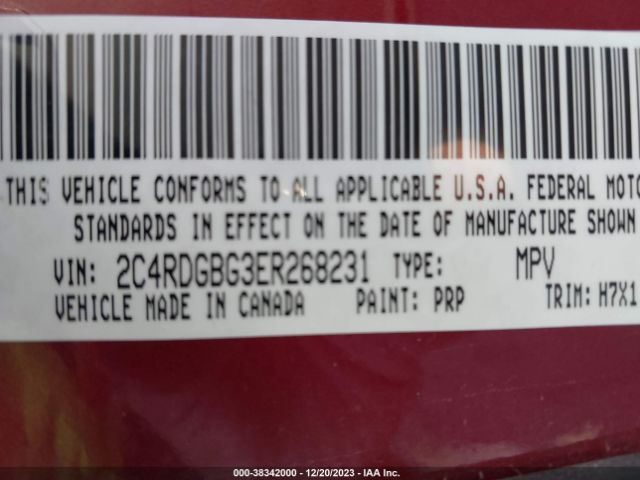 THIS VEHICLE CONFORMS TO ALL APPLICABLE U.S.A. FEDERAL MOTO
STANDARDS IN EFFECT ON THE DATE OF MANUFACTURE SHOWN
VIN: 2C4RDGBG3ER268231 TYPE: MPV
VEHICLE MADE IN CANADA PAINT: PRP TRIM: H7X1
000-38342000 - 12/20/2023 - IAA Inc.